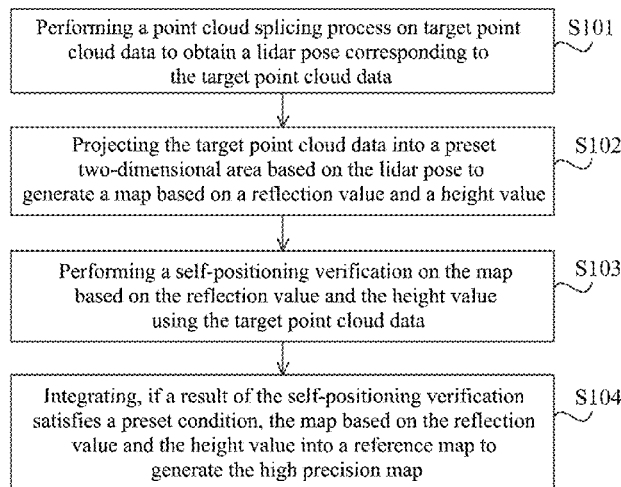 Performing a point cloud splicing process on target point
cloud data to obtain a lidar pose corresponding to
the target point cloud data
S101
Projecting the target point cloud data into a preset
two-dimensional area based on the lidar pose to
generate a map based on a reflection value and a height value
S102
Performing a self-positioning verification on the map
based on the reflection value and the height value
using the target point cloud data
S103
Integrating, if a result of the self-positioning verification
satisfies a preset condition, the map based on the reflection
value and the height value into a reference map to
generate the high precision map
S104